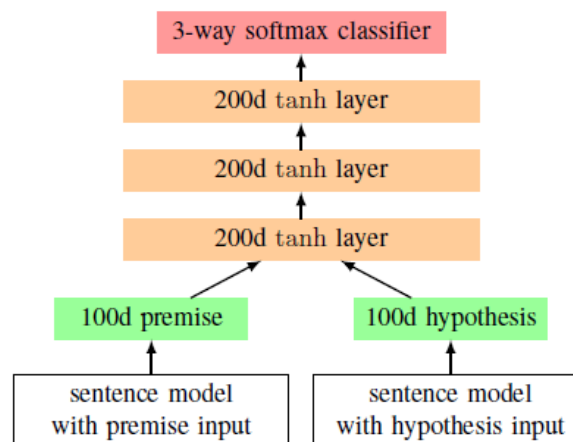 3-way softmax classifier
200d tanh layer
200d tanh layer
200d tanh layer
100d premise
100d hypothesis
sentence model
with premise input
sentence model
with hypothesis input